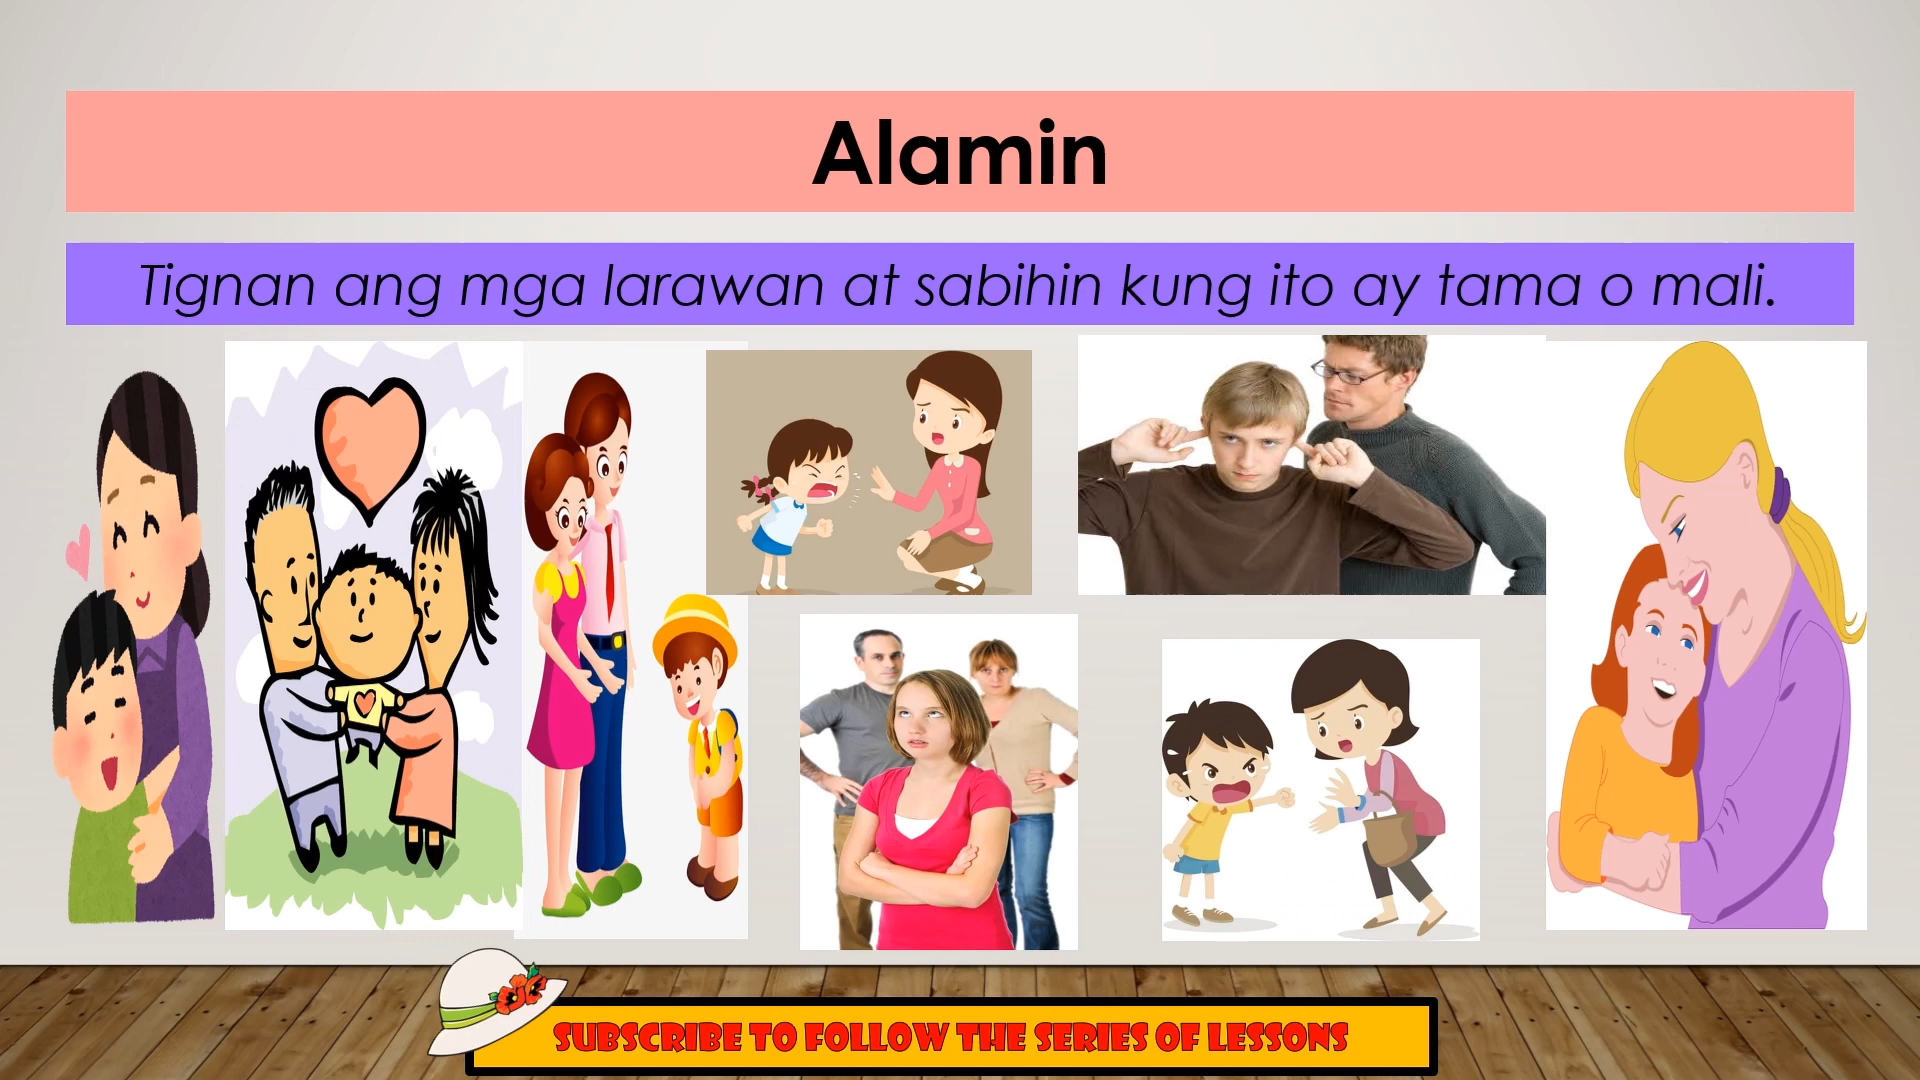 Alamin
Tignan ang mga larawan at sabihin kung ito ay tama o mali.
SUBSCRIBE TO FOLLOW THE SERIES OF LESSONS